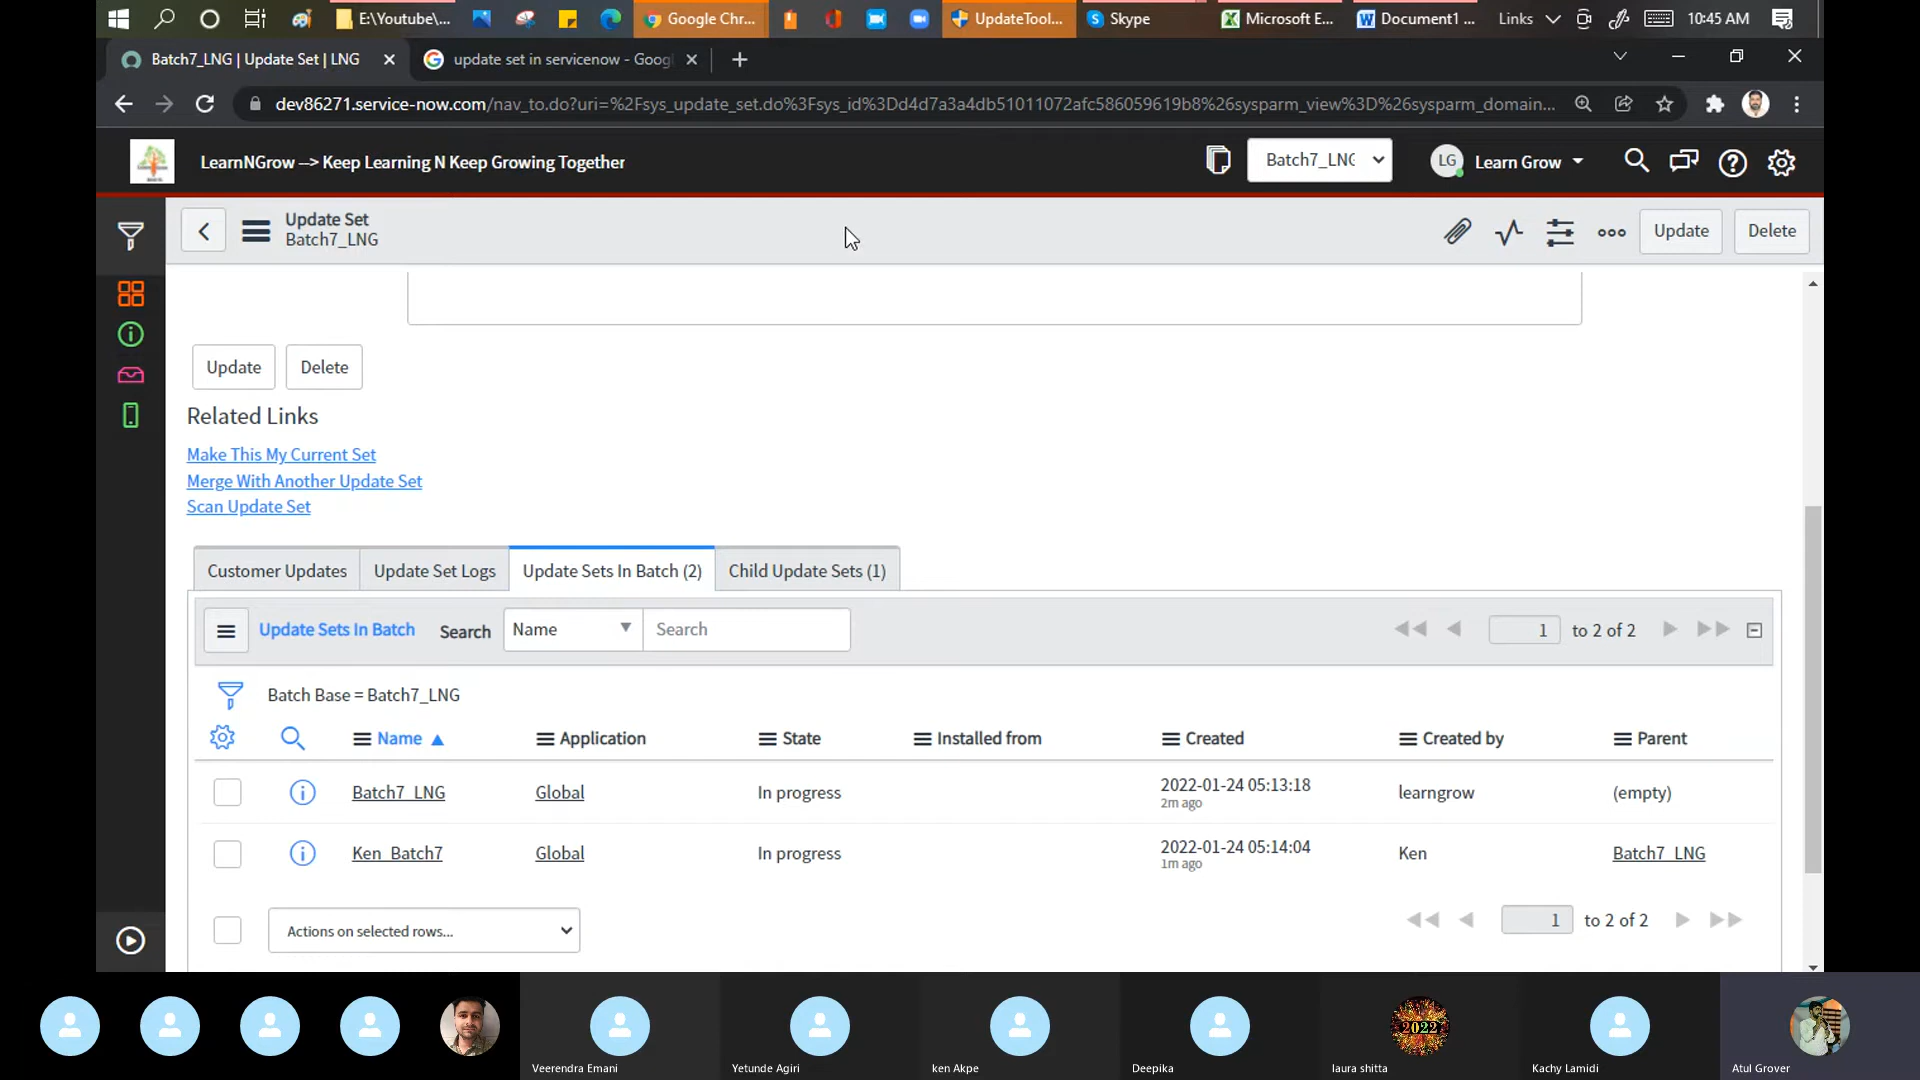 E:\Youtube\...
Google Chr...
UpdateTool...
Skype
Microsoft E...
Document1 ...
Links
10:45 AM
Batch7_LNG | Update Set | LNG
update set in servicenow - Goog
dev86271.service-now.com/nav_to.do?uri=%2Fsys_update_set.do%3Fsys_id%3Dd4d7a3a4db51011072afc586059619b8%26sysparm_view%3D%26sysparm_domain...
LearnNGrow --> Keep Learning N Keep Growing Together
Batch7_LNG
LG
Learn Grow
Update Set
Batch7_LNG
Update
Delete
Update
Delete
Related Links
Make This My Current Set
Merge With Another Update Set
Scan Update Set
Customer Updates
Update Set Logs
Update Sets In Batch (2)
Child Update Sets (1)
Update Sets In Batch
Search
Name
Search
1
to 2 of 2
Batch Base = Batch7_LNG
Name
Application
State
Installed from
Created
Created by
Parent
Batch7_LNG
Global
In progress
2022-01-24 05:13:18
2m ago
learngrow
(empty)
Ken_Batch7
Global
In progress
2022-01-24 05:14:04
1m ago
Ken
Batch7_LNG
Actions on selected rows...
1
to 2 of 2
2022
Veerendra Emani
Yetunde Agiri
ken Akpe
Deepika
laura shitta
Kachy Lamidi
Atul Grover